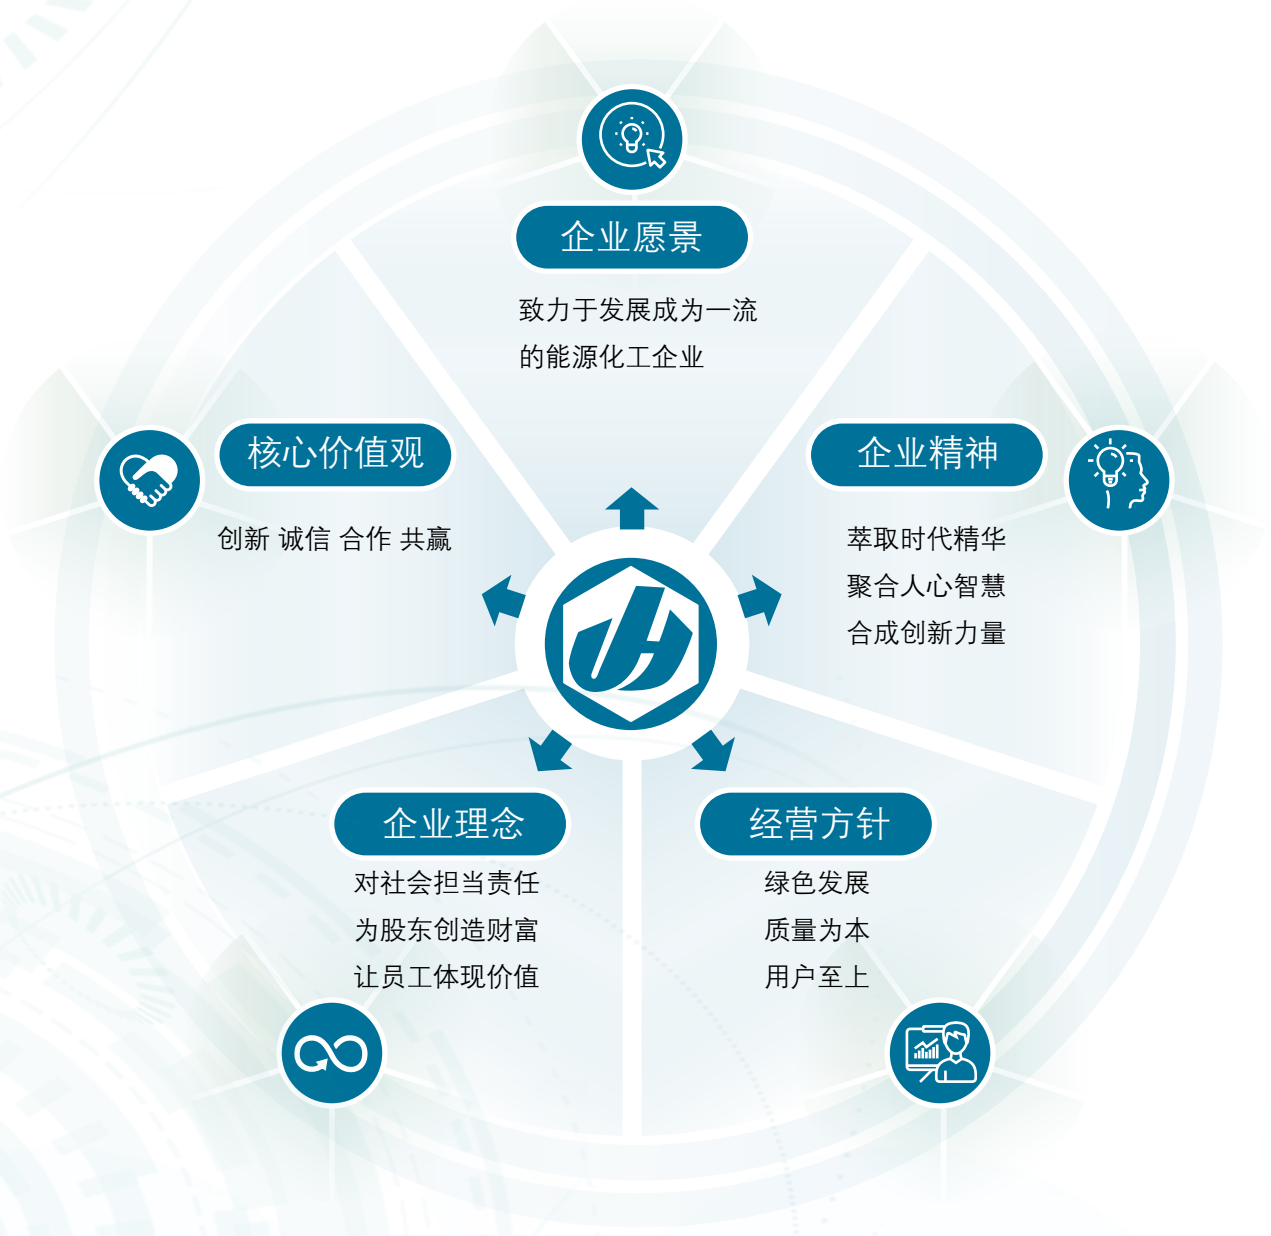 企业愿景
致力于发展成为一流
的能源化工企业
核心价值观
创新 诚信 合作 共赢
企业精神
萃取时代精华
聚合人心智慧
合成创新力量
企业理念
对社会担当责任
为股东创造财富
让员工体现价值
经营方针
绿色发展
质量为本
用户至上